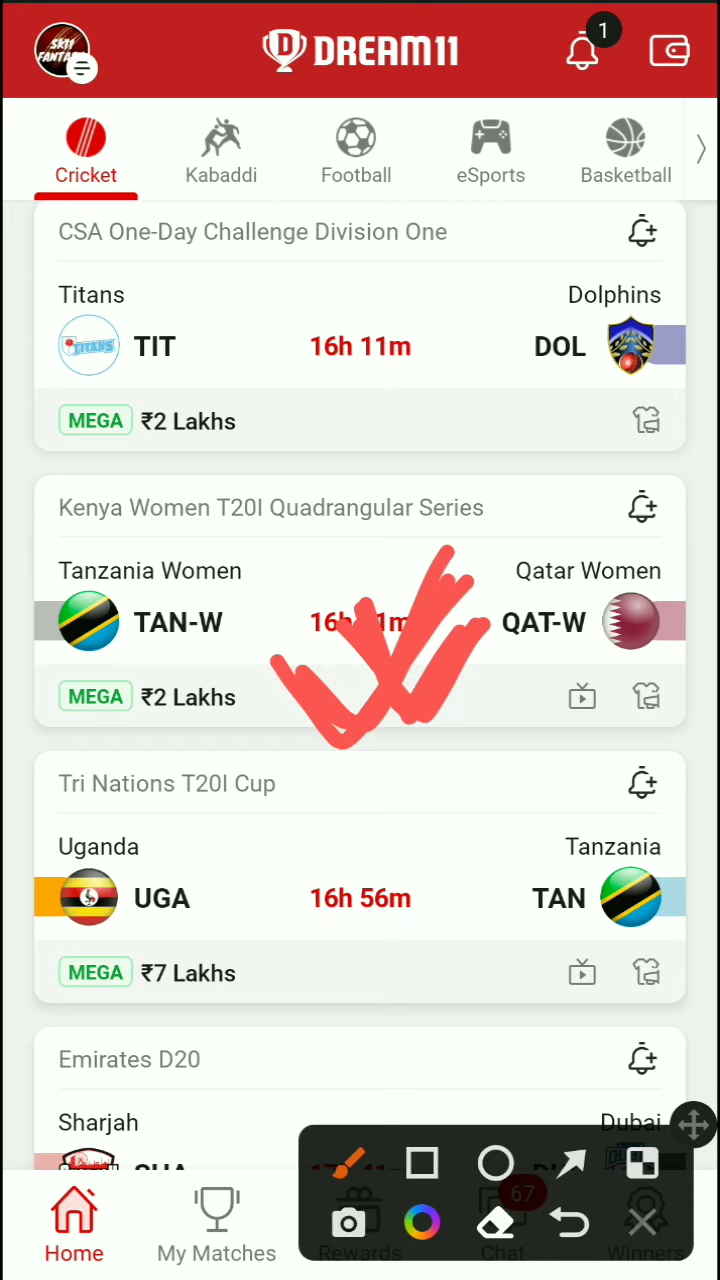 SK11
FANTASY
DREAM11
1
Cricket
Kabaddi
Football
eSports
Basketball
CSA One-Day Challenge Division One
Titans
Dolphins
TITANS
TIT
16h 11m
DOL
MEGA
₹2 Lakhs
Kenya Women T20I Quadrangular Series
Tanzania Women
Qatar Women
TAN-W
QAT-W
MEGA
₹2 Lakhs
Tri Nations T20I Cup
Uganda
Tanzania
UGA
16h 56m
TAN
MEGA
₹7 Lakhs
Emirates D20
Sharjah
Dubai
67
Home
My Matches
Rewards
Chat
Winners